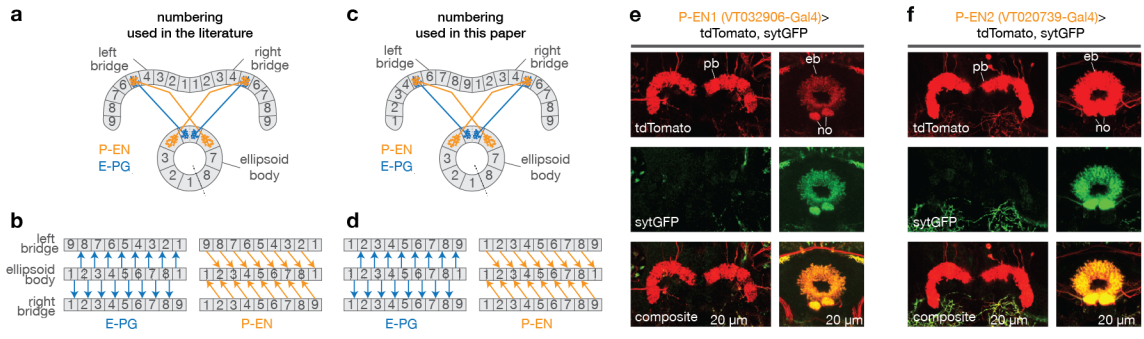 a
numbering
used in the literature
left
bridge
right
bridge
9 8 7 6 4 3 2 1 1 2 3 4 6 7 8 9
P-EN
E-PG
3 2 1 8 7
ellipsoid
body
b
left
bridge
9 8 7 6 5 4 3 2 1
9 8 7 6 5 4 3 2 1
ellipsoid
body
1 2 3 4 5 6 7 8 1
1 2 3 4 5 6 7 8 1
right
bridge
1 2 3 4 5 6 7 8 9
1 2 3 4 5 6 7 8 9
E-PG
P-EN
c
numbering
used in this paper
left
bridge
right
bridge
1 2 3 4 6 7 8 9 1 2 3 4 6 7 8 9
P-EN
E-PG
3 2 1 8 7
ellipsoid
body
d
left
bridge
1 2 3 4 5 6 7 8 9
1 2 3 4 5 6 7 8 9
ellipsoid
body
1 2 3 4 5 6 7 8 1
1 2 3 4 5 6 7 8 1
right
bridge
1 2 3 4 5 6 7 8 9
1 2 3 4 5 6 7 8 9
E-PG
P-EN
e
P-EN1 (VT032906-Gal4)>
tdTomato, sytGFP
pb
eb
no
tdTomato
sytGFP
composite
20 µm
20 µm
f
P-EN2 (VT020739-Gal4)>
tdTomato, sytGFP
pb
eb
no
tdTomato
sytGFP
composite
20 µm
20 µm